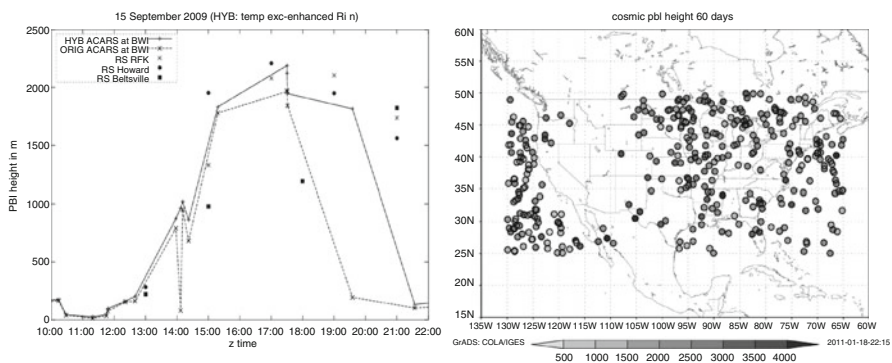 15 September 2009 (HYB: temp exc-enhanced Ri n)
2500
2000
1500
1000
500
0
PBl height in m
HYB ACARS at BWI
ORIG ACARS at BWI
RS RFK
RS Howard
RS Beltsville
10:00 11:00 12:00 13:00 14:00 15:00 16:00 17:00 18:00 19:00 20:00 21:00 22:00
z time
cosmic pbl height 60 days
60N
55N
50N
45N
40N
35N
30N
25N
20N
15N
135W 130W 125W 120W 115W 110W 105W 100W 95W 90W 85W 80W 75W 70W 65W 60W
GrADS: COLA/IGES
2011-01-18-22:15
500 1000 1500 2000 2500 3000 3500 4000